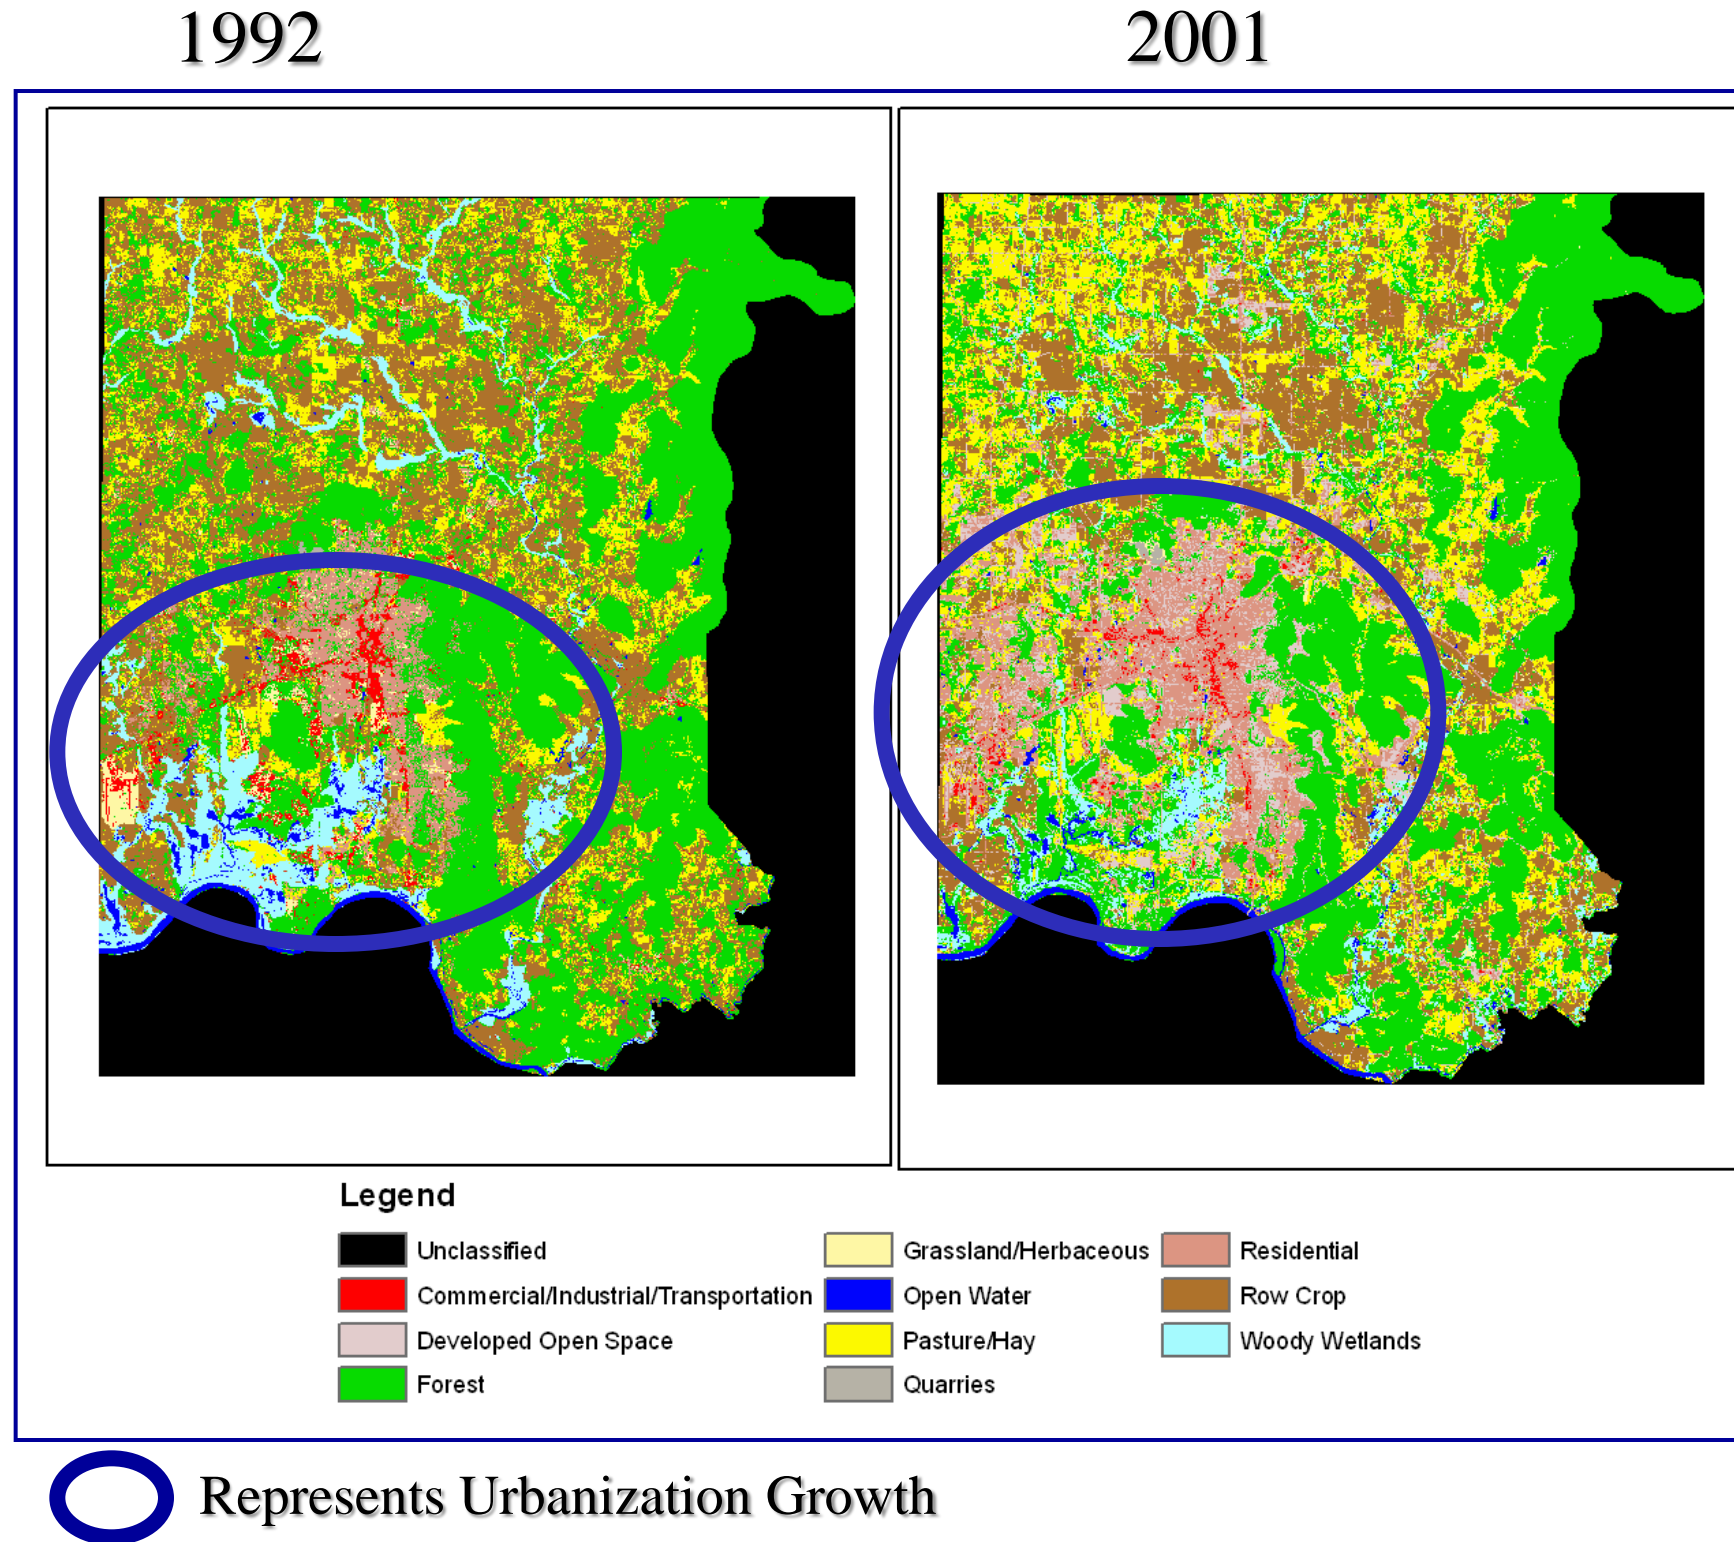 1992
2001
Legend
Unclassified
Commercial/Industrial/Transportation
Developed Open Space
Forest
Grassland/Herbaceous
Open Water
Pasture/Hay
Quarries
Residential
Row Crop
Woody Wetlands
Represents Urbanization Growth